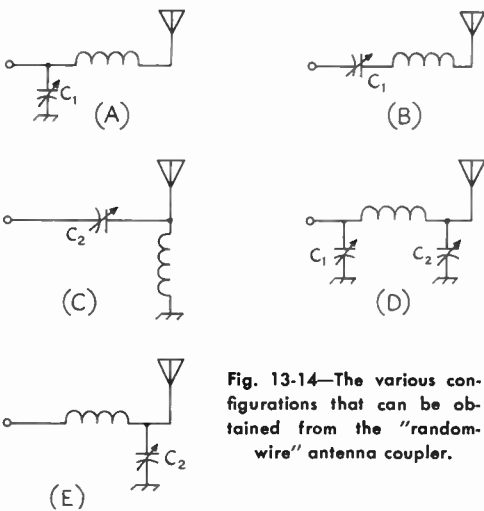 C₁
(A)
C₁
(B)
C₂
(C)
C₁
C₂
(D)
C₂
(E)
Fig. 13-14—The various con-
figurations that can be ob-
tained from the "random-
wire" antenna coupler.